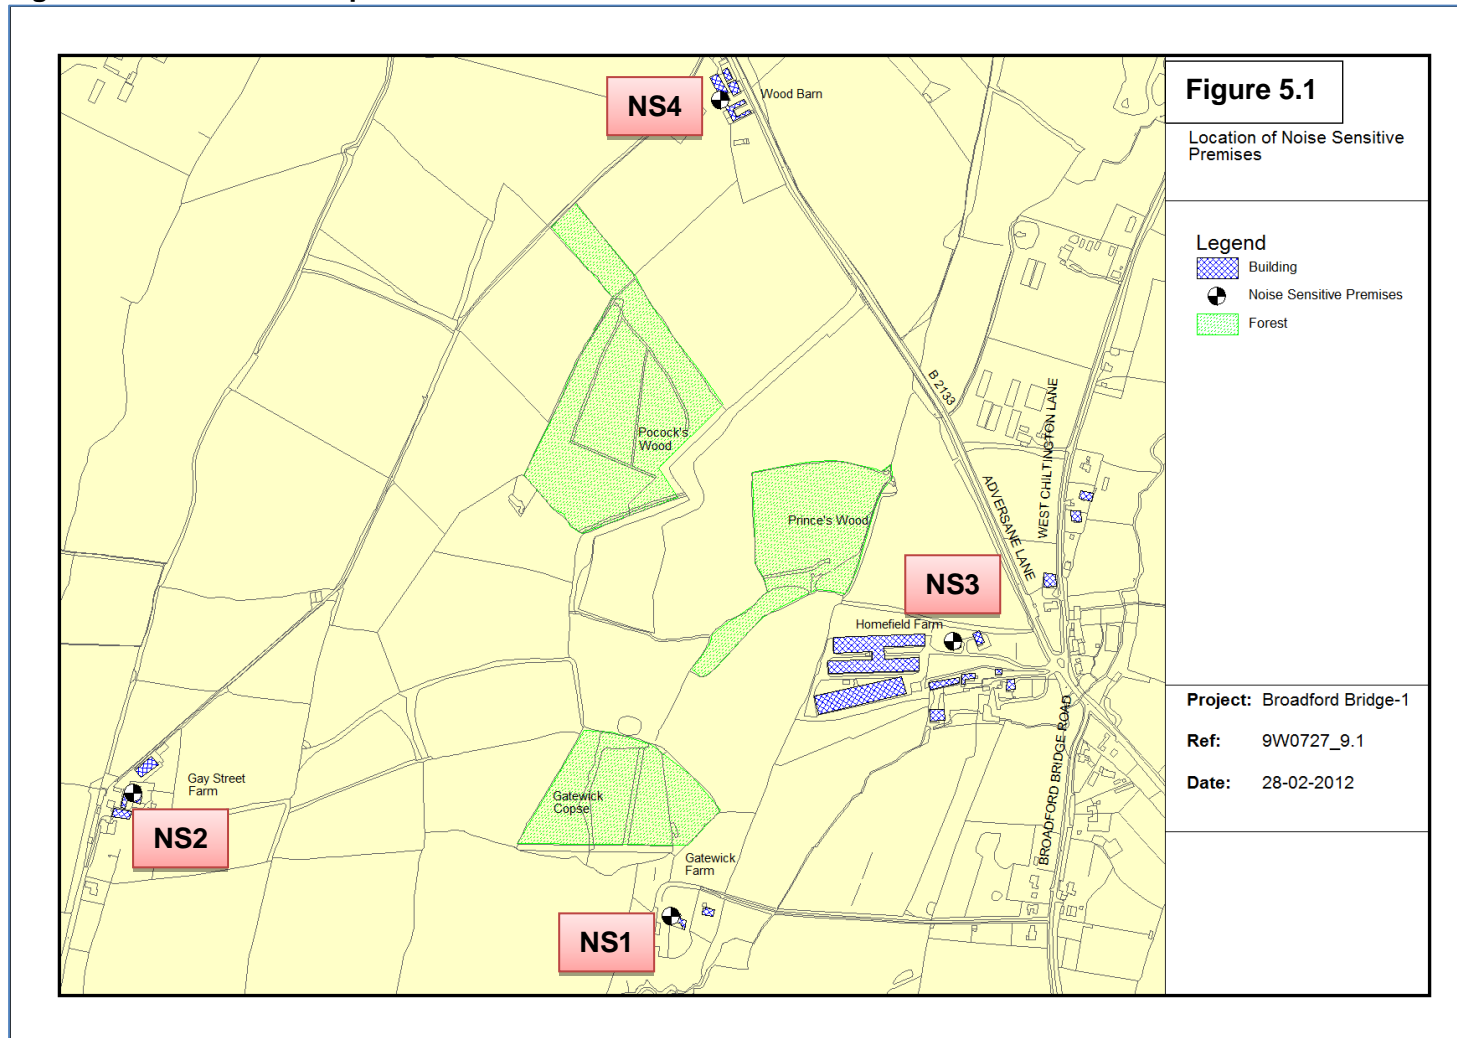 NS4
Wood Barn
Figure 5.1
Location of Noise Sensitive
Premises
Legend
Building
Noise Sensitive Premises
Forest
B 2133
WEST CHILTINGTON LANE
ADVERSANE LANE
Pocock's
Wood
Prince's Wood
NS3
Homefield Farm
BROADFORD BRIDGE ROAD
Project: Broadford Bridge-1
Ref: 9W0727_9.1
Date: 28-02-2012
Gay Street
Farm
NS2
Gatewick
Copse
Gatewick
Farm
NS1